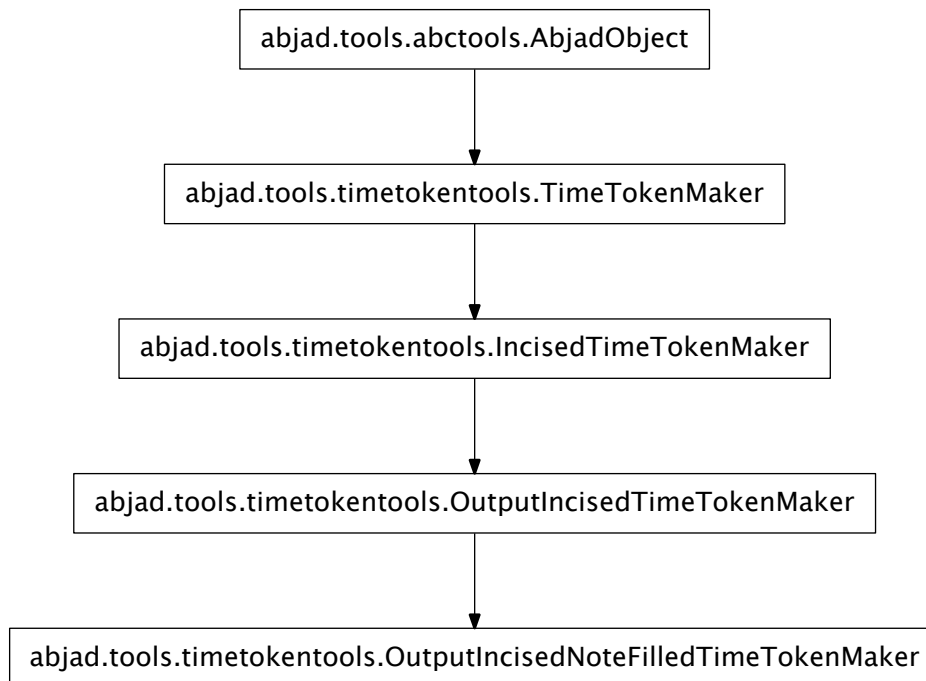 abjad.tools.abctools.AbjadObject
abjad.tools.timetokentools.TimeTokenMaker
abjad.tools.timetokentools.IncisedTimeTokenMaker
abjad.tools.timetokentools.OutputIncisedTimeTokenMaker
abjad.tools.timetokentools.OutputIncisedNoteFilledTimeTokenMaker